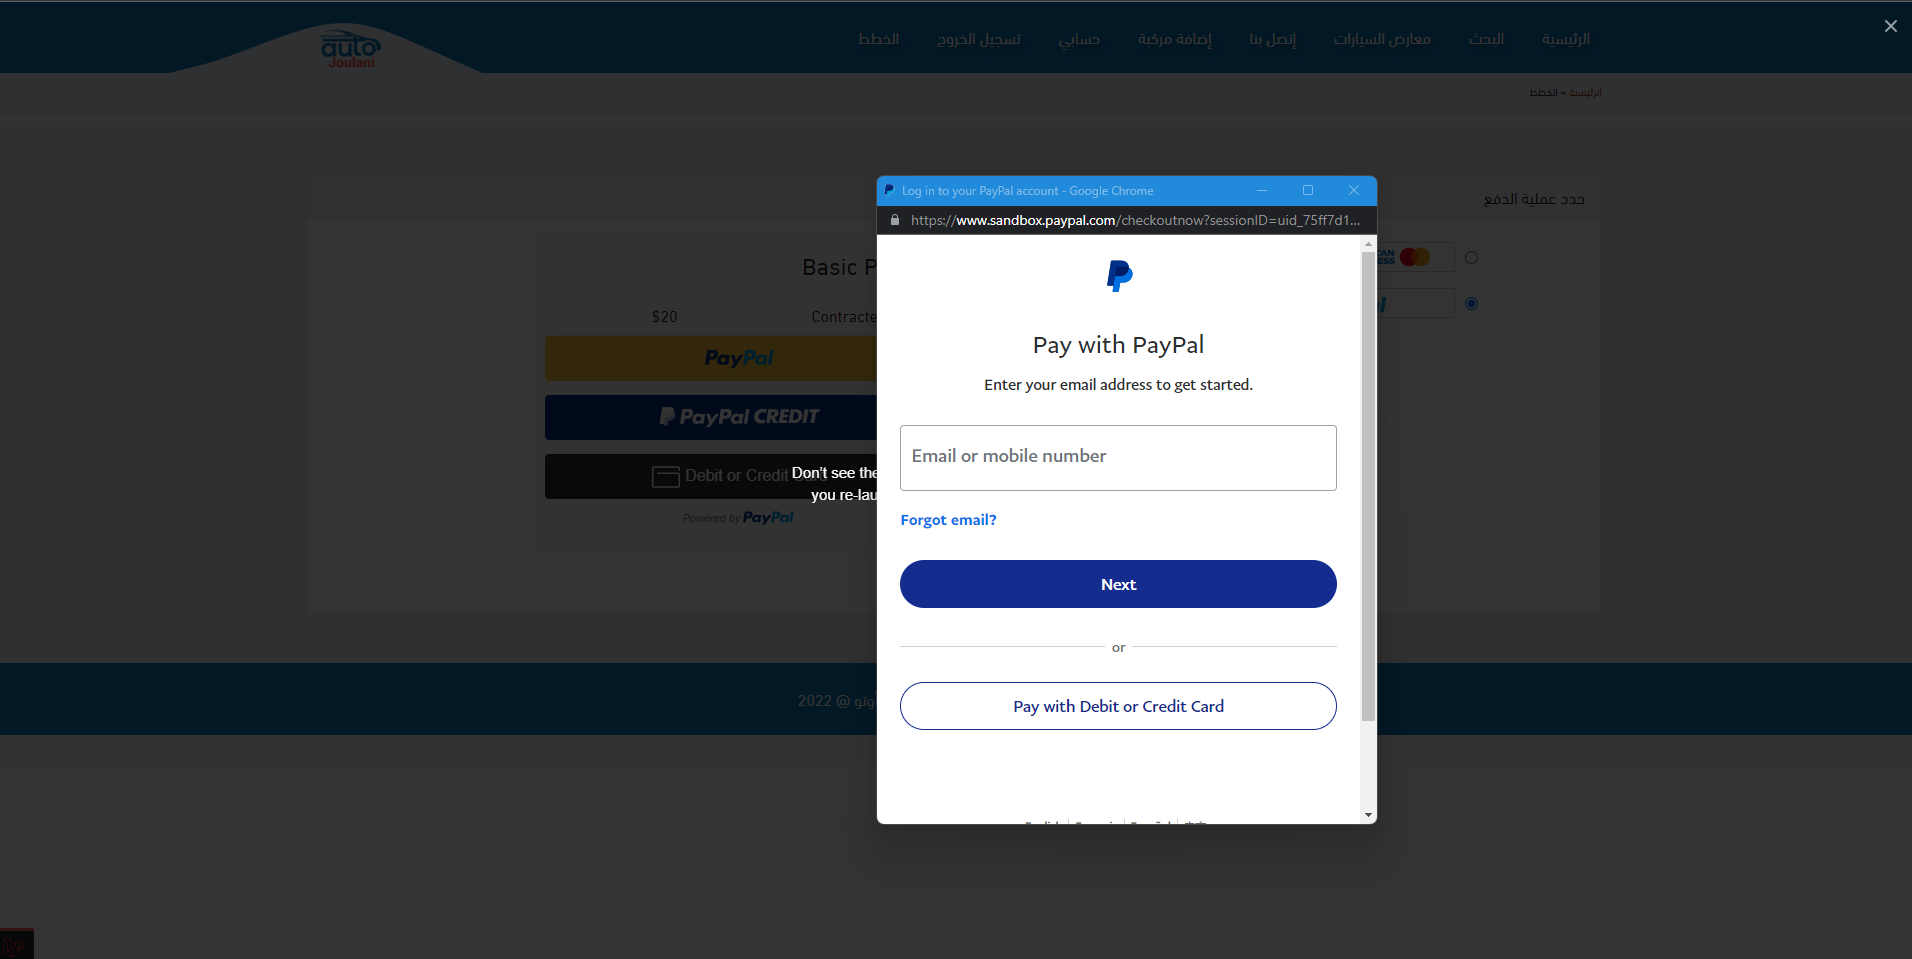 auto
Joulani
الرئيسية
البحث
معارض السيارات
إتصل بنا
إضافة مركبة
حسابي
تسجيل الخروج
الخطط
الرئيسية » الخطط
حدد عملية الدفع
Basic P
$20
Contracte
PayPal
PayPal CREDIT
Debit or Credit
Don't see the
you re-lau
Powered by PayPal
2022 @
Log in to your PayPal account - Google Chrome
https://www.sandbox.paypal.com/checkoutnow?sessionID=uid_75ff7d1...
Pay with PayPal
Enter your email address to get started.
Email or mobile number
Forgot email?
Next
or
Pay with Debit or Credit Card